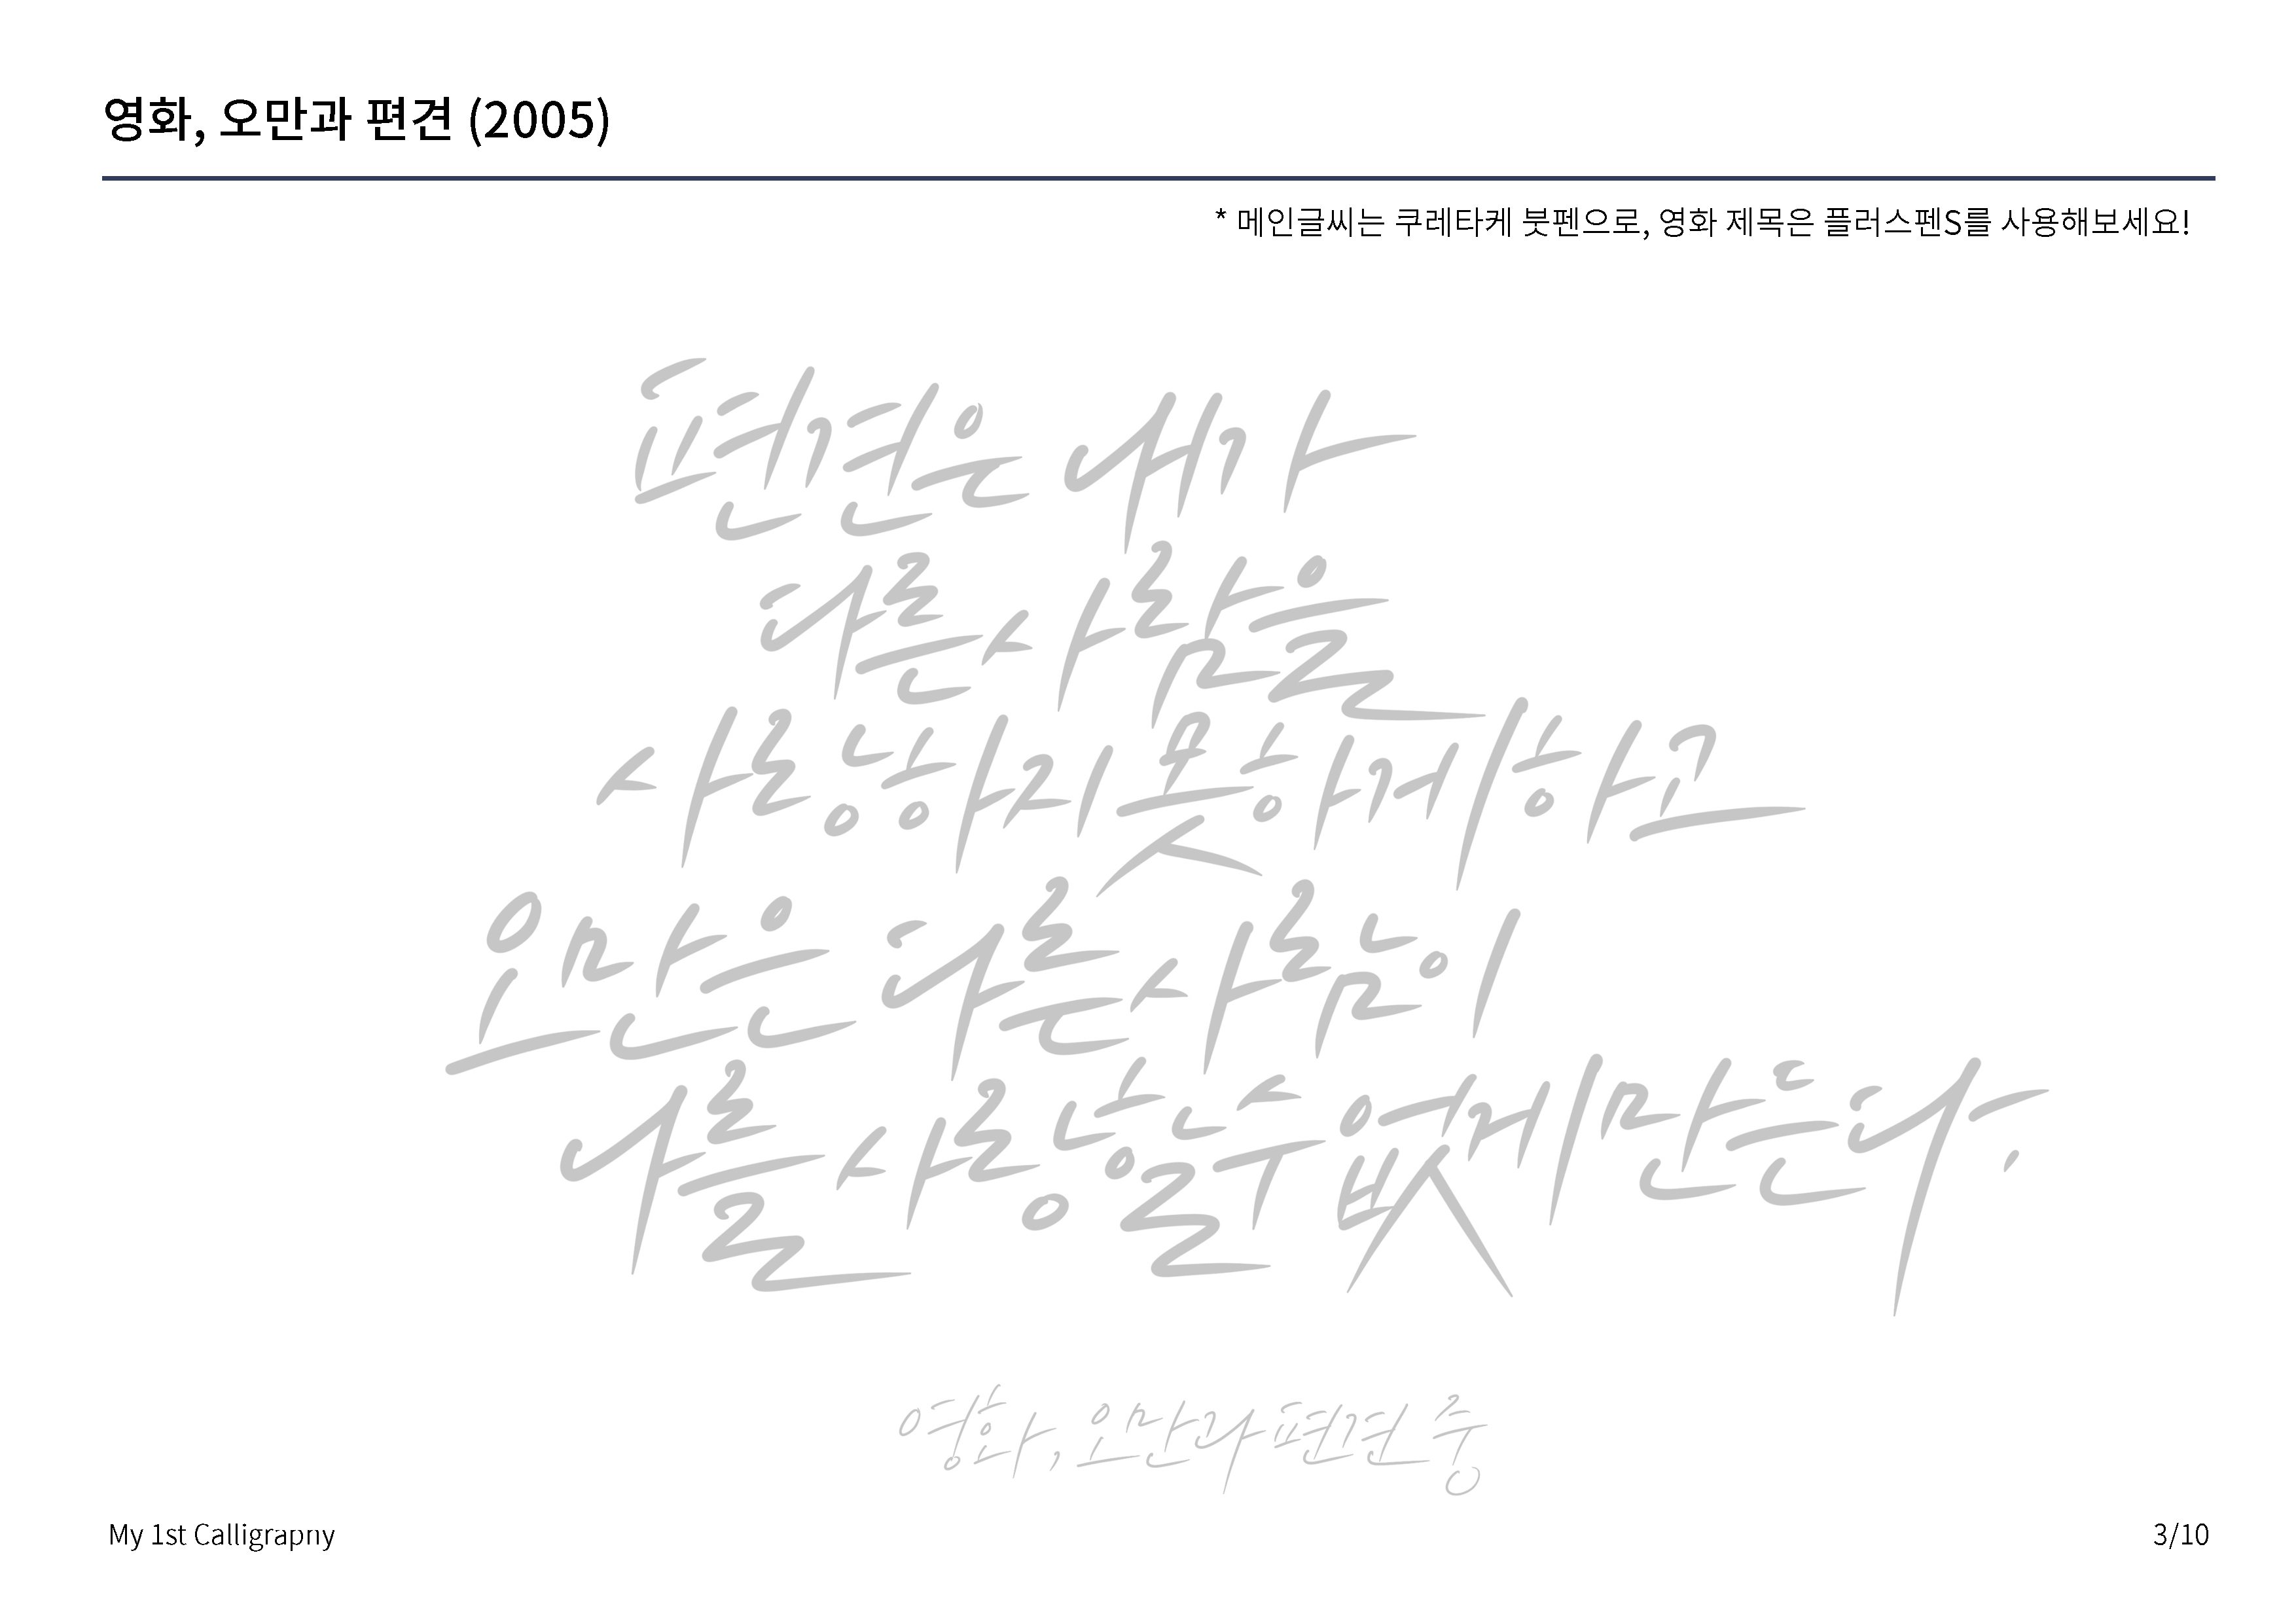 영화, 오만과 편견 (2005)
* 메인글씨는 쿠레타케 붓펜으로, 영화 제목은 플러스펜S를 사용해보세요!
편견은 내가
다른 사람을
사랑하지 못하게 하고
오만은 다른 사람이
나를 사랑할 수 없게 만든다.
영화, 오만과 편견 중
My 1st Calligraphy
3/10